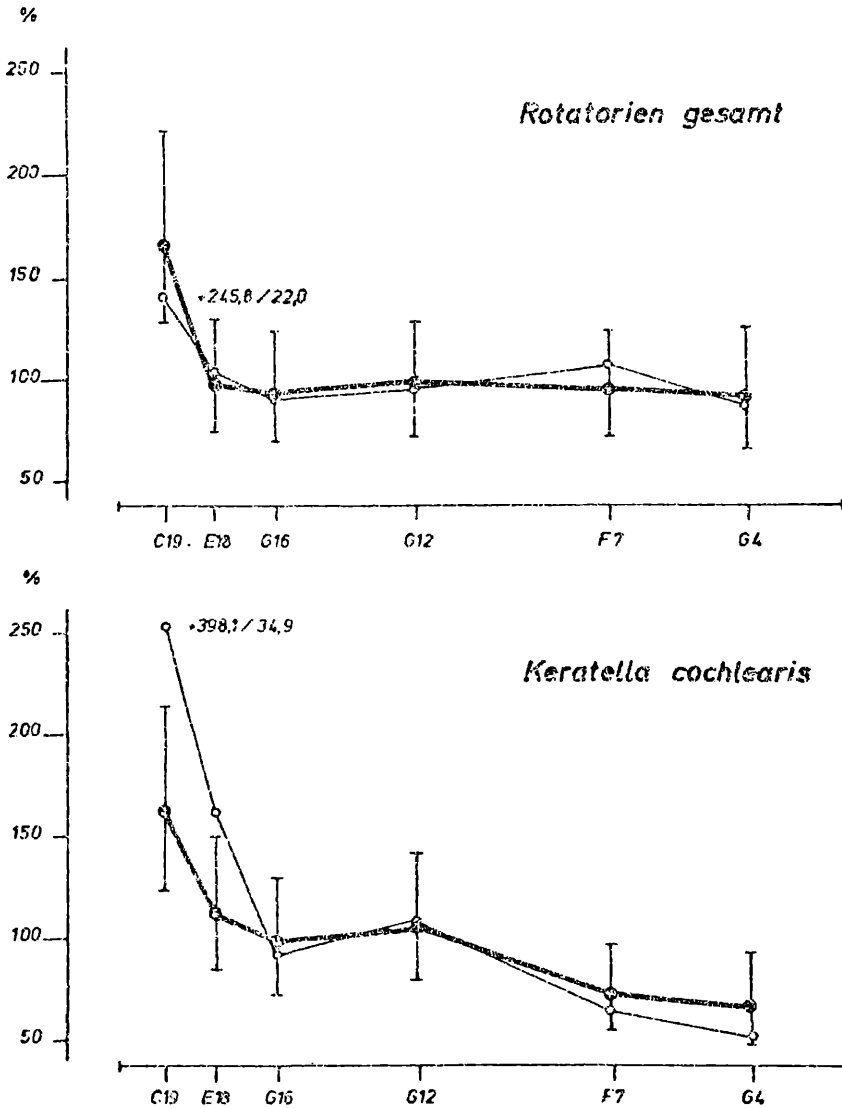 %
250
Rotatorien gesamt
200
150
+245,8 / 22,0
100
50
C19 E18 G16 G12 F7 G4
%
250
+398,1 / 34,9
Keratella cochlearis
200
150
100
50
C19 E18 G16 G12 F7 G4